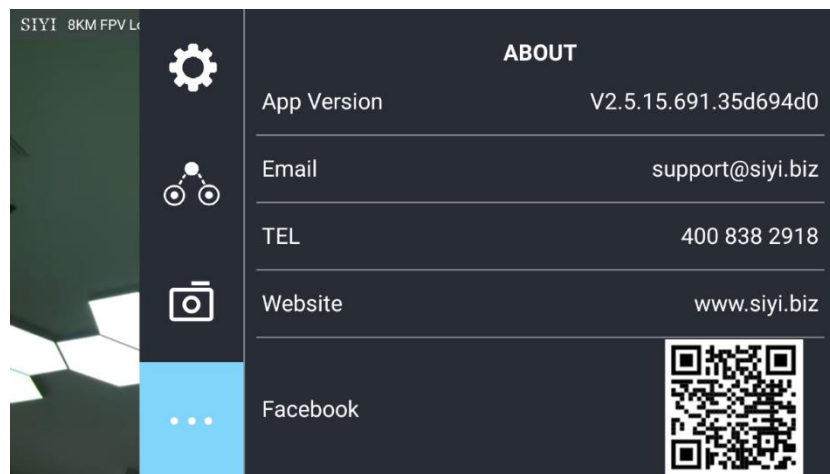 SIYI 8KM FPV
ABOUT
App Version V2.5.15.691.35d694d0
Email support@siyi.biz
TEL 400 838 2918
Website www.siyi.biz
Facebook